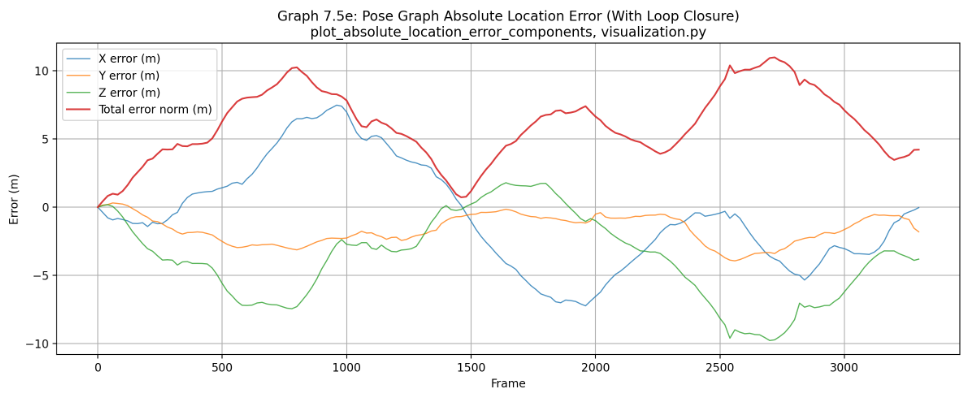 Graph 7.5e: Pose Graph Absolute Location Error (With Loop Closure)
plot_absolute_location_error_components, visualization.py
X error (m)
Y error (m)
Z error (m)
Total error norm (m)
Error (m)
10
5
0
−5
−10
0
500
1000
1500
2000
2500
3000
Frame